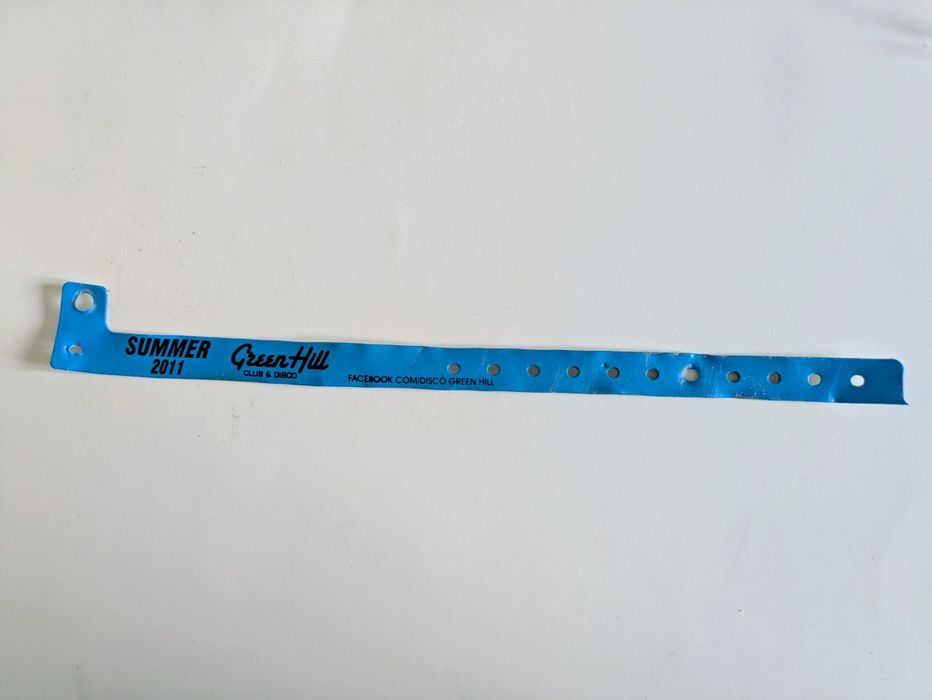 SUMMER
2011
Green Hill
CLUB & DISCO
FACEBOOK COM/DISCO GREEN HILL